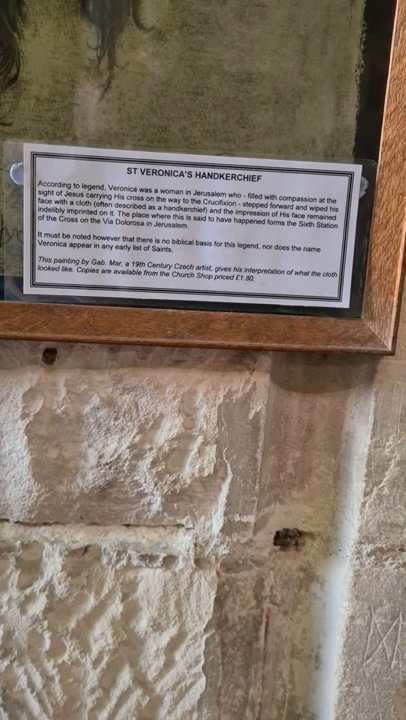 ST VERONICA'S HANDKERCHIEF
According to legend, Veronica was a woman in Jerusalem who - filled with compassion at the
sight of Jesus carrying His cross on the way to the Crucifixion - stepped forward and wiped his
face with a cloth (often described as a handkerchief) and the impression of His face remained
indelibly imprinted on it. The place where this is said to have happened forms the Sixth Station
of the Cross on the Via Dolorosa in Jerusalem.
It must be noted however that there is no biblical basis for this legend, nor does the name
Veronica appear in any early list of Saints.
This painting by Gab. Mar, a 19th Century Czech artist, gives his interpretation of what the cloth
looked like. Copies are available from the Church Shop priced